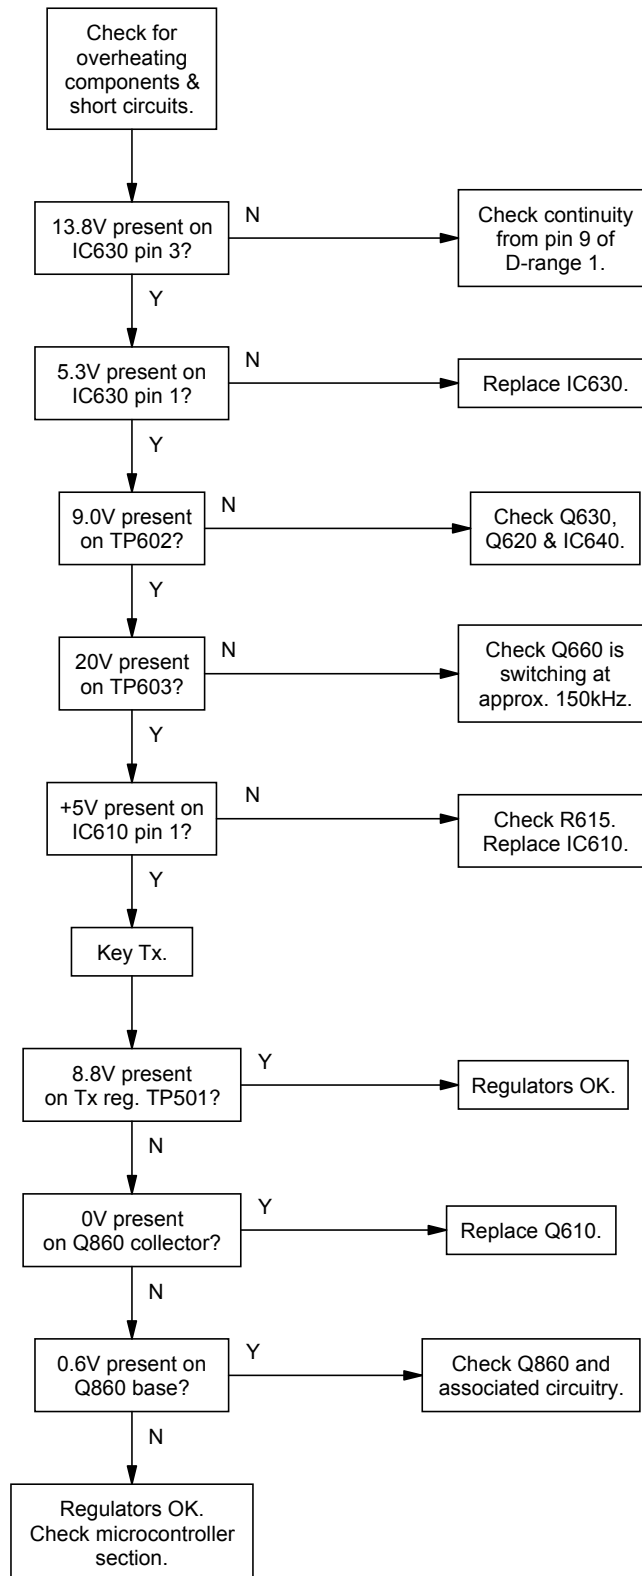 Check for
overheating
components &
short circuits.
13.8V present on
IC630 pin 3?
N
Check continuity
from pin 9 of
D-range 1.
Y
5.3V present on
IC630 pin 1?
N
Replace IC630.
Y
9.0V present
on TP602?
N
Check Q630,
Q620 & IC640.
Y
20V present
on TP603?
N
Check Q660 is
switching at
approx. 150kHz.
Y
+5V present on
IC610 pin 1?
N
Check R615.
Replace IC610.
Y
Key Tx.
8.8V present
on Tx reg. TP501?
Y
Regulators OK.
N
0V present
on Q860 collector?
Y
Replace Q610.
N
0.6V present on
Q860 base?
Y
Check Q860 and
associated circuitry.
N
Regulators OK.
Check microcontroller
section.